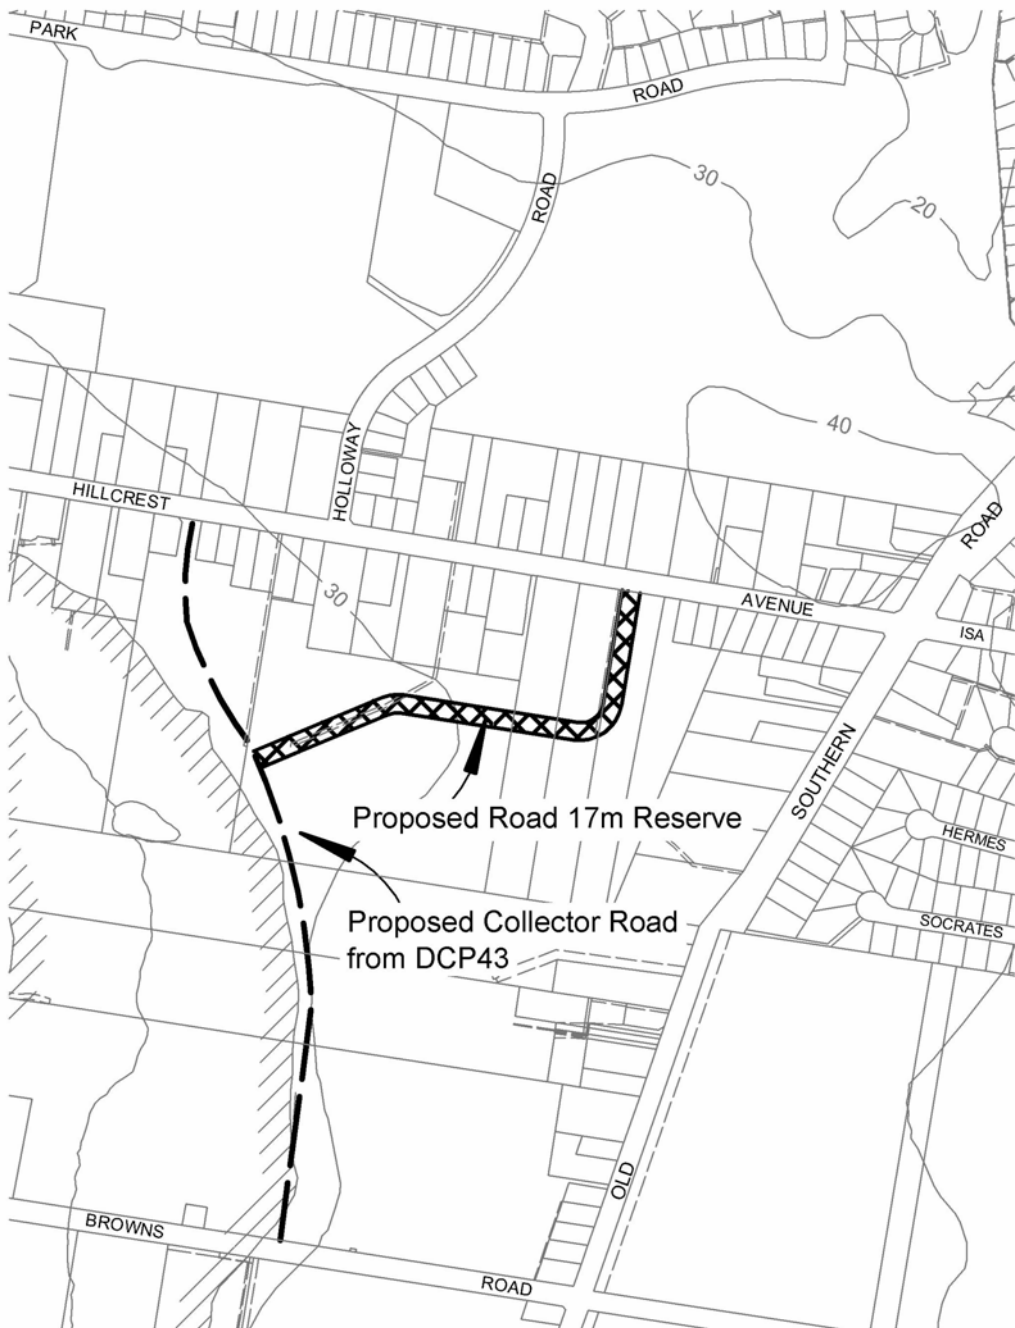 PARK
ROAD
30
20
ROAD
40
HOLLOWAY
HILLCREST
ROAD
30
AVENUE
ISA
SOUTHERN
Proposed Road 17m Reserve
HERMES
Proposed Collector Road
from DCP43
SOCRATES
OLD
BROWNS
ROAD